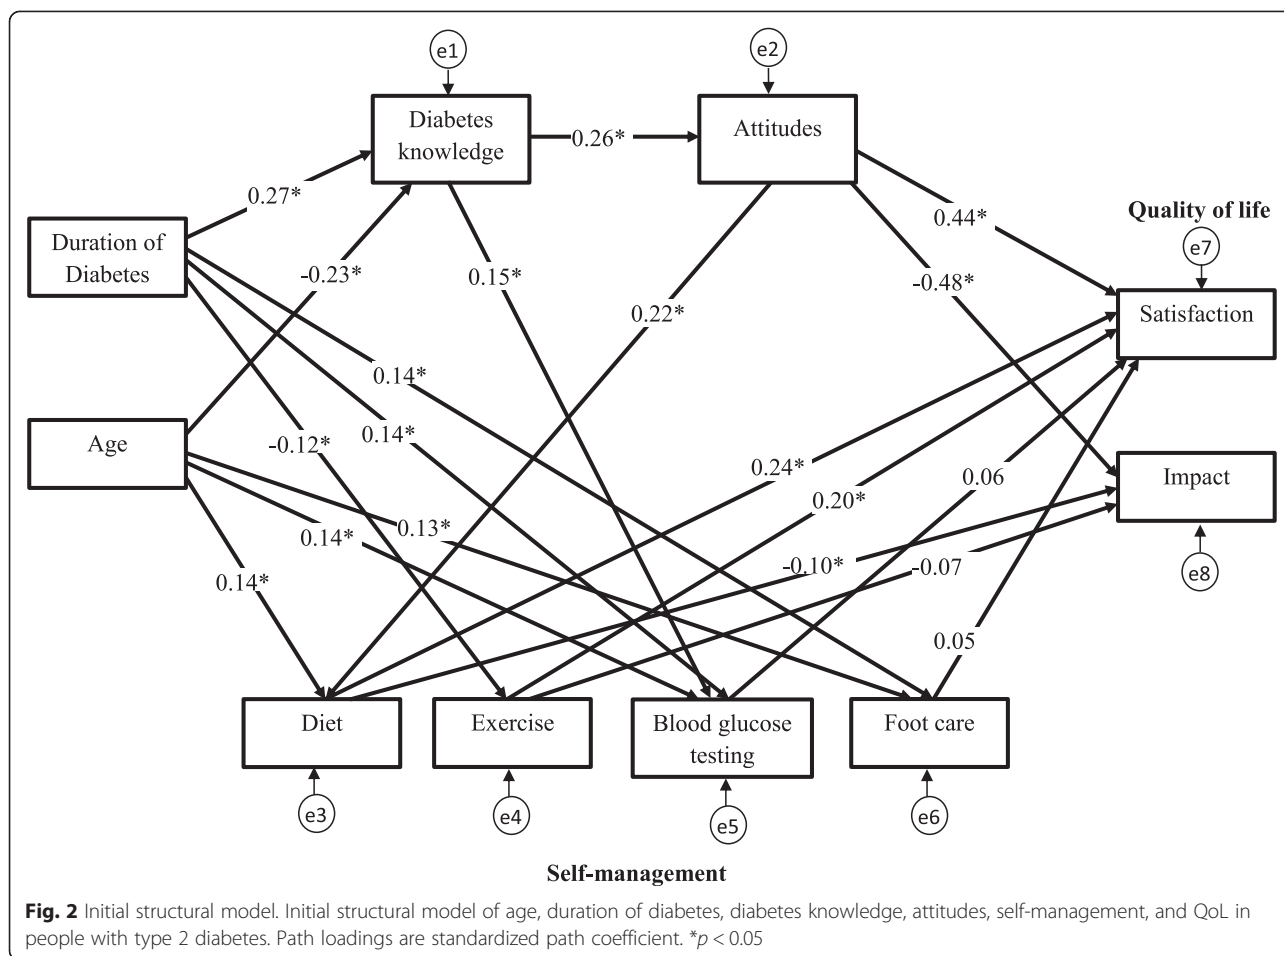 e1
e2
Diabetes
knowledge
0.26*
Attitudes
0.27*
0.44*
Quality of life
e7
Duration of
Diabetes
-0.23*
0.15*
-0.48*
0.22*
Satisfaction
0.14*
Age
-0.12*
0.14*
0.24*
0.06
Impact
0.20*
0.14*
0.13*
-0.10*
-0.07
e8
0.14*
0.05
Diet
Exercise
Blood glucose
testing
Foot care
e3
e4
e5
e6
Self-management
Fig. 2 Initial structural model. Initial structural model of age, duration of diabetes, diabetes knowledge, attitudes, self-management, and QoL in
people with type 2 diabetes. Path loadings are standardized path coefficient. *p < 0.05